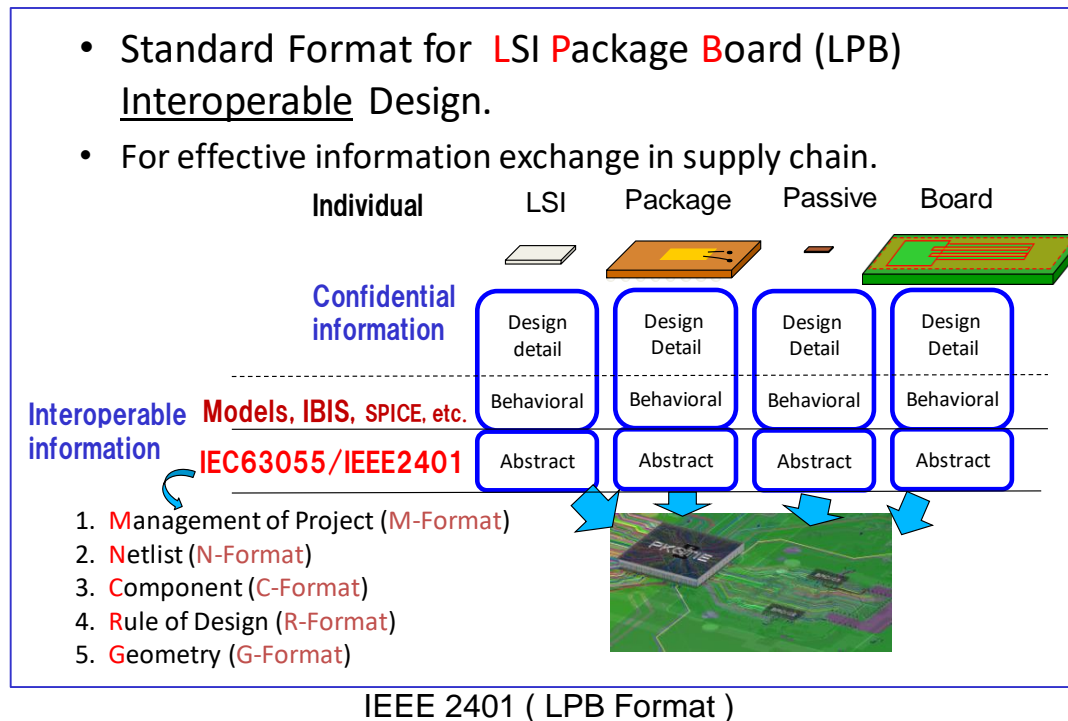 • Standard Format for LSI Package Board (LPB)
Interoperable Design.
• For effective information exchange in supply chain.
Individual LSI Package Passive Board
Confidential
information
Design
detail
Design
Detail
Design
Detail
Design
Detail
Interoperable
information
Models, IBIS, SPICE, etc.
Behavioral Behavioral Behavioral Behavioral
IEC63055/IEEE2401
Abstract Abstract Abstract Abstract
1. Management of Project (M-Format)
2. Netlist (N-Format)
3. Component (C-Format)
4. Rule of Design (R-Format)
5. Geometry (G-Format)
IEEE 2401 ( LPB Format )